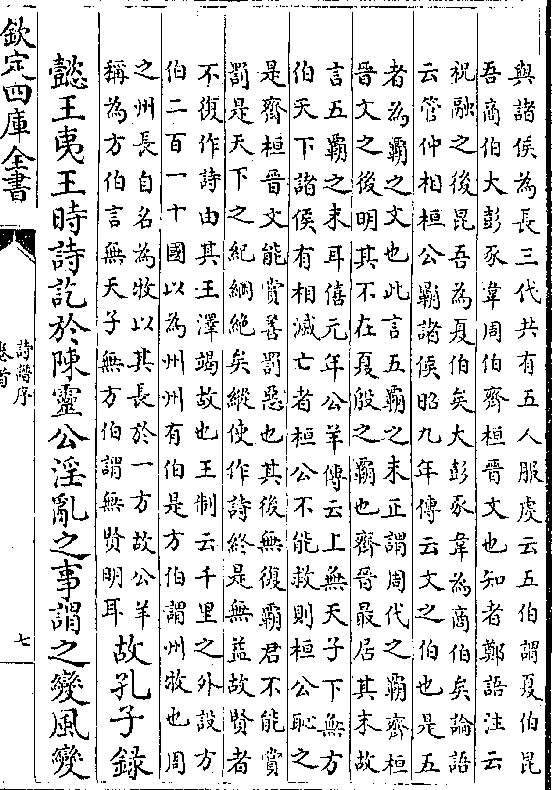 與諸侯為長三代共有五人服虔云五伯謂夏伯昆
吾商伯大彭豕韋周伯齊桓晉文也知者鄭語注云
祝融之後昆吾為夏伯矣大彭豕韋為商伯矣論語
云管仲相桓公霸諸侯昭九年傳云文之伯也是五
者為霸之文也此言五霸之末正謂周代之霸齊桓
晉文之後明其不在夏殷之霸也齊晉最居其末故
言五霸之末耳僖元年公羊傳云上無天子下無方
伯天下諸侯有相滅亡者桓公不能救則桓公恥之
是齊桓晉文能賞善罰惡也其後無復霸君不能賞
罰是天下之紀綱絶矣縱使作詩終是無益故賢者
不復作詩由其王澤竭故也王制云千里之外設方
伯二百一十國以為州州有伯是方伯謂州牧也周
之州長自名為牧以其長於一方故公羊
稱為方伯言無天子無方伯謂無賢明耳
故孔子録
懿王夷王時詩訖於陳靈公淫亂之事謂之變風變
欽定四庫全書
詩譜序
卷首
七